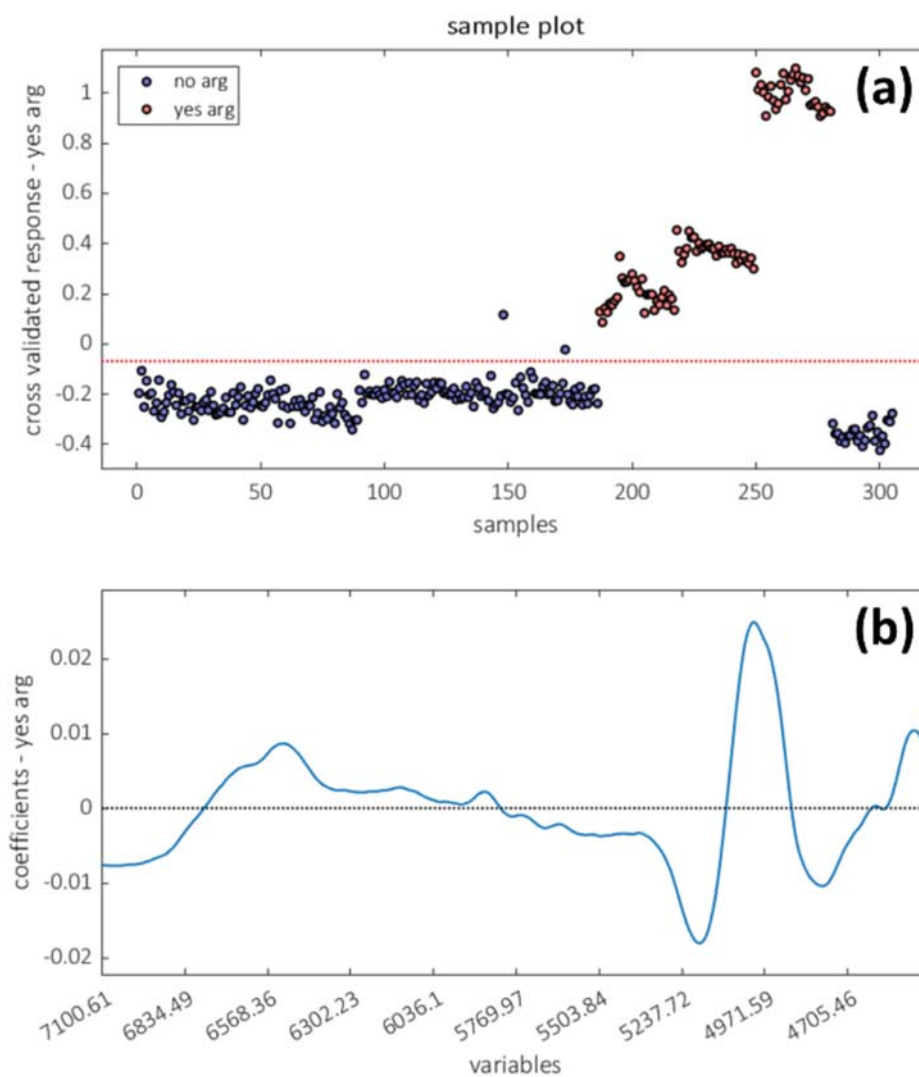 sample plot
(a)
no arg
yes arg
cross validated response - yes arg
1
0.8
0.6
0.4
0.2
0
-0.2
-0.4
0 50 100 150 200 250 300
samples
(b)
coefficients - yes arg
0.02
0.01
0
-0.01
-0.02
7100.61 6834.49 6568.36 6302.23 6036.1 5769.97 5503.84 5237.72 4971.59 4705.46
variables